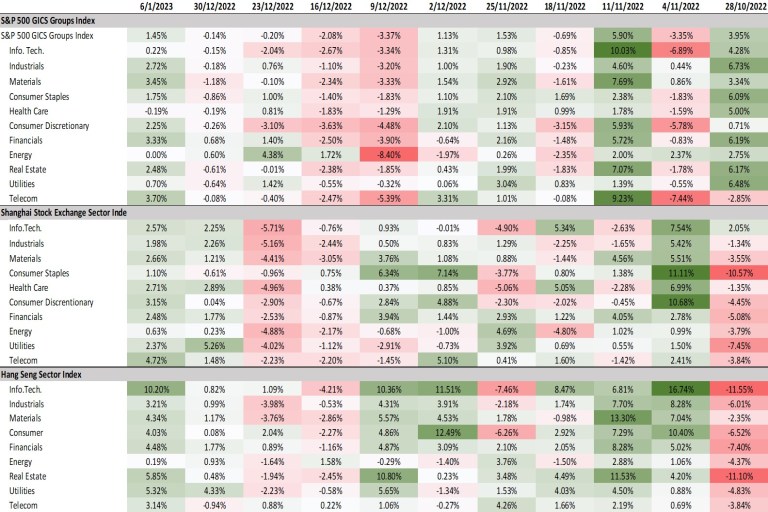 6/1/2023 30/12/2022 23/12/2022 16/12/2022 9/12/2022 2/12/2022 25/11/2022 18/11/2022 11/11/2022 4/11/2022 28/10/2022
S&P 500 GICS Groups Index
S&P 500 GICS Groups Index 1.45% -0.14% -0.20% -2.08% -3.37% 1.13% 1.53% -0.69% 5.90% -3.35% 3.95%
Info. Tech. 0.22% -0.15% -2.04% -2.67% -3.34% 1.31% 0.98% -0.85% 10.03% -6.89% 4.28%
Industrials 2.72% -0.18% 0.76% -1.10% -3.20% 1.00% 1.90% -0.23% 4.60% 0.44% 6.73%
Materials 3.45% -1.18% -0.10% -2.34% -3.33% 1.54% 2.92% -1.61% 7.69% 0.86% 3.34%
Consumer Staples 1.75% -0.86% 1.00% -1.40% -1.83% 1.10% 2.10% 1.69% 2.38% -1.83% 6.09%
Health Care -0.19% -0.19% 0.81% -1.83% -1.29% 1.91% 1.91% 0.99% 1.78% -1.59% 5.00%
Consumer Discretionary 2.25% -0.26% -3.10% -3.63% -4.48% 2.10% 1.13% -3.15% 5.93% -5.78% 0.71%
Financials 3.33% 0.68% 1.40% -2.50% -3.90% -0.64% 2.16% -1.48% 5.72% -0.83% 6.19%
Energy 0.00% 0.60% 4.38% 1.72% -8.40% -1.97% 0.26% -2.35% 2.00% 2.37% 2.75%
Real Estate 2.48% -0.61% -0.01% -2.38% -1.85% 0.43% 1.99% -1.83% 7.07% -1.78% 6.17%
Utilities 0.70% -0.64% 1.42% -0.55% -0.32% 0.06% 3.04% 0.83% 1.39% -0.55% 6.48%
Telecom 3.70% -0.08% -0.40% -2.47% -5.39% 3.31% 1.01% -0.08% 9.23% -7.44% -2.85%
Shanghai Stock Exchange Sector Inde
Info.Tech. 2.57% 2.25% -5.71% -0.76% 0.93% -0.01% -4.90% 5.34% -2.63% 7.54% 2.05%
Industrials 1.98% 2.26% -5.16% -2.44% 0.50% 0.83% 1.29% -2.25% -1.65% 5.42% -1.34%
Materials 2.66% 1.21% -4.41% -3.05% 3.76% 1.08% 0.88% -1.44% 4.56% 5.51% -3.55%
Consumer Staples 1.10% -0.61% -0.96% 0.75% 6.34% 7.14% -3.77% 0.80% 1.38% 11.11% -10.57%
Health Care 2.71% 2.89% -4.96% 0.38% 0.37% 0.85% -5.06% 5.05% -2.28% 6.99% -1.35%
Consumer Discretionary 3.15% 0.04% -2.90% -0.67% 2.84% 4.88% -2.30% -2.02% -0.45% 10.68% -4.45%
Financials 2.48% 1.77% -2.53% -0.87% 3.94% 1.44% 2.93% 1.22% 4.05% 2.78% -5.08%
Energy 0.63% 0.23% -4.88% -2.17% -0.68% -1.00% 4.69% -4.80% 1.02% 0.99% -3.79%
Utilities 2.37% 5.26% -4.02% -1.12% -2.91% -0.73% 3.92% 0.69% 0.55% 1.50% -7.45%
Telecom 4.72% 1.48% -2.23% -2.20% -1.45% 5.10% 0.41% 1.60% -1.42% 2.41% -3.84%
Hang Seng Sector Index
Info.Tech. 10.20% 0.82% 1.09% -4.21% 10.36% 11.51% -7.46% 8.47% 6.81% 16.74% -11.55%
Industrials 3.21% 0.99% -3.98% -0.53% 4.31% 3.91% -2.18% 1.74% 7.70% 8.28% -6.01%
Materials 4.34% 1.17% -3.76% -2.86% 5.57% 4.53% 1.78% -0.98% 13.30% 7.04% -2.35%
Consumer 4.03% 0.08% 2.04% -2.27% 4.86% 12.49% -6.26% 2.92% 7.29% 10.40% -6.52%
Financials 4.48% 1.77% 0.89% -1.16% 4.87% 3.09% 2.10% 2.05% 8.28% 5.02% -7.40%
Energy 0.19% 0.93% -1.64% 1.58% -0.29% -1.40% 3.76% -1.50% 2.88% 1.06% -4.37%
Real Estate 5.85% 0.48% -1.94% -2.45% 10.80% 0.23% 3.48% 4.49% 11.53% 4.20% -11.10%
Utilities 5.32% 4.33% -2.23% -0.58% 5.65% -1.34% 1.53% 4.03% 4.50% 0.88% -4.83%
Telecom 3.14% -0.94% 0.88% 0.22% 1.06% -0.27% 4.26% 1.66% 2.19% 0.69% -3.84%